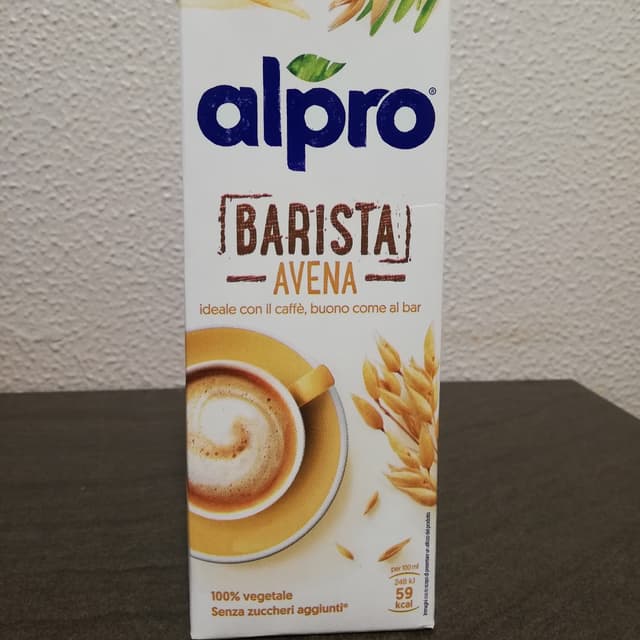 alpro®
BARISTA
AVENA
ideale con il caffè, buono come al bar
100% vegetale
Senza zuccheri aggiunti*
per 100 ml
248 kJ
59
kcal